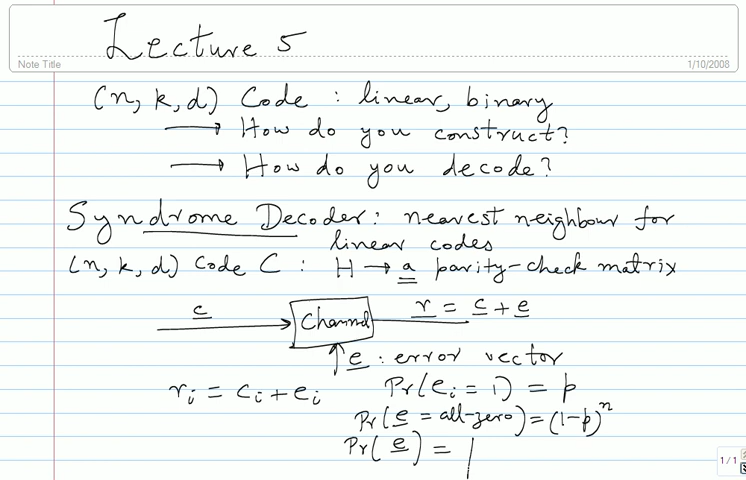 Lecture 5
Note Title
1/10/2008
(n, k, d) Code : linear, binary
→ How do you construct?
→ How do you decode?
Syndrome Decoder : nearest neighbour for
linear codes
(n, k, d) Code C : H → a parity-check matrix
c
Channel
r = c + e
↑ e : error vector
r_i = c_i + e_i Pr(e_i = 1) = p
Pr(e = all-zero) = (1-p)^n
Pr(e) =
1/1